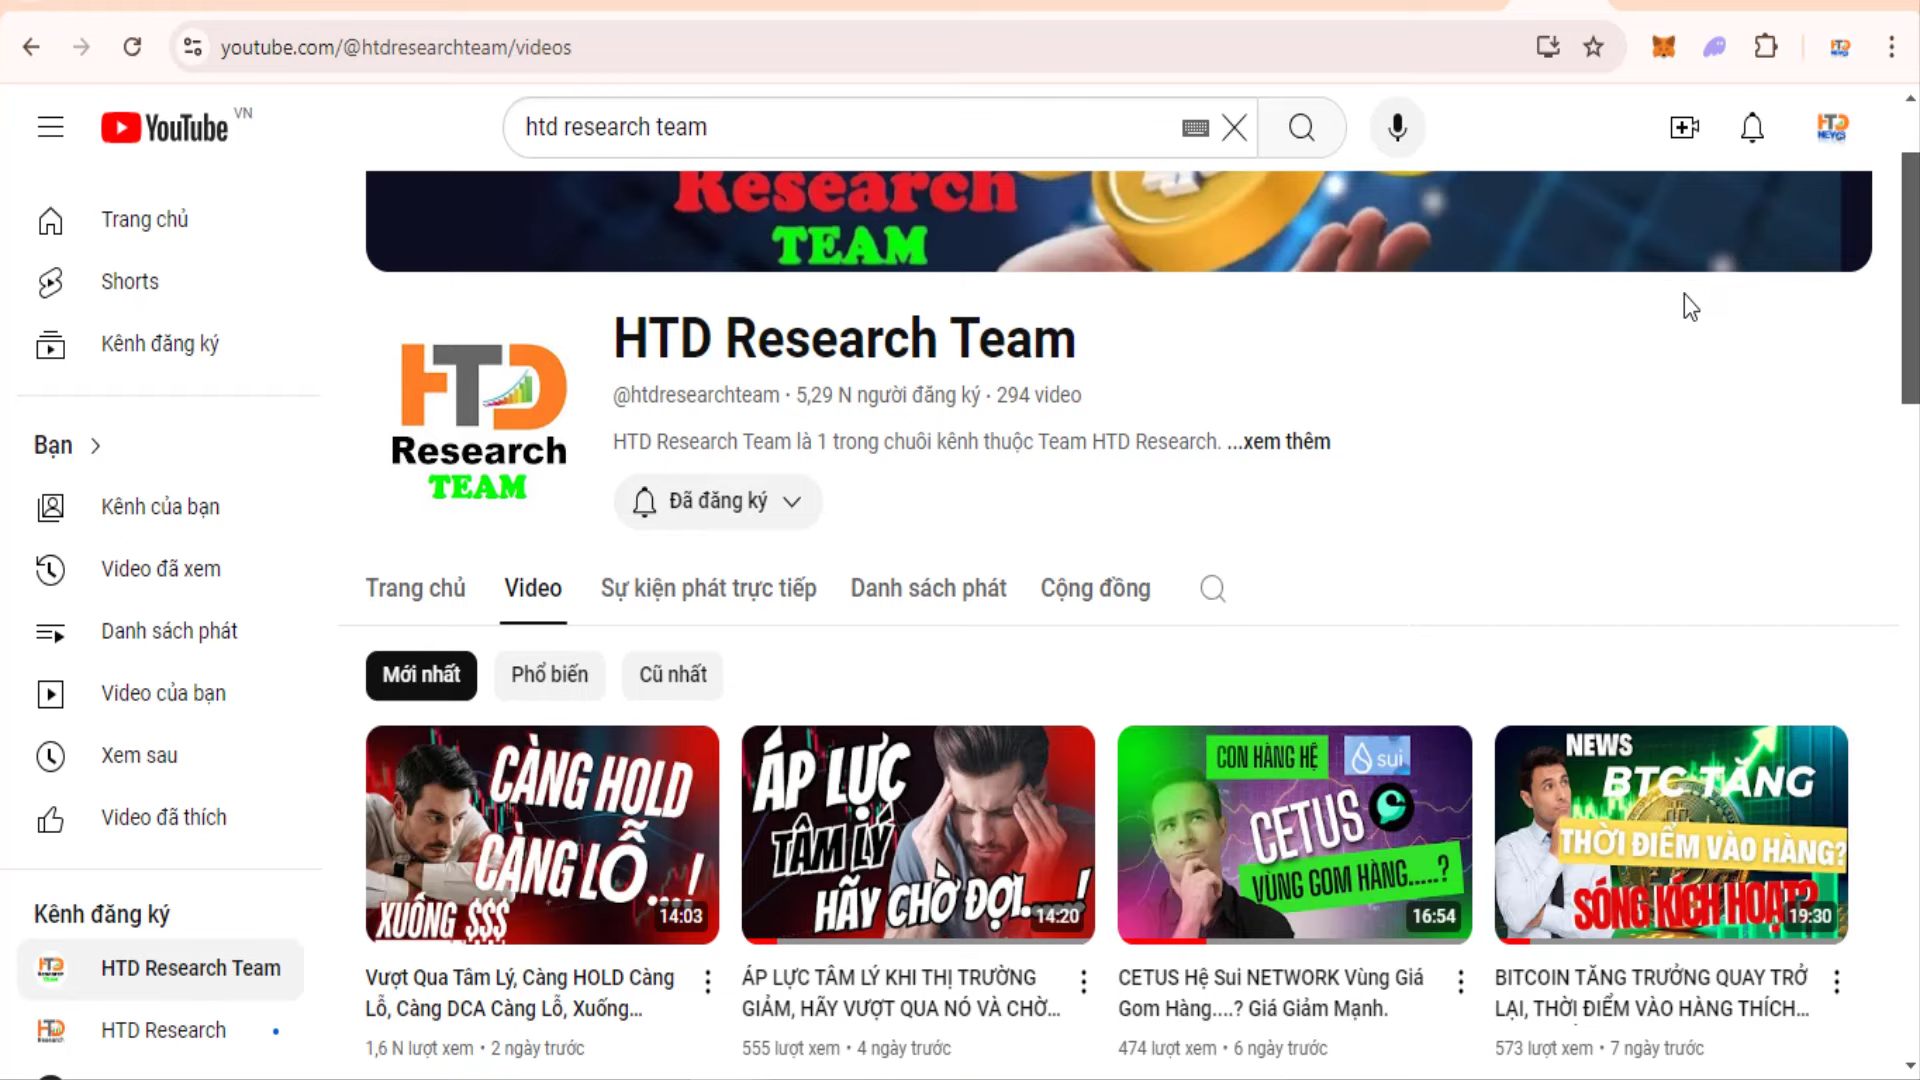 youtube.com/@htdresearchteam/videos
YouTube VN
htd research team
Research
TEAM
Trang chủ
Shorts
Kênh đăng ký
Bạn
Kênh của bạn
Video đã xem
Danh sách phát
Video của bạn
Xem sau
Video đã thích
Kênh đăng ký
HTD Research Team
HTD Research
HTD
Research
TEAM
HTD Research Team
@htdresearchteam · 5,29 N người đăng ký · 294 video
HTD Research Team là 1 trong chuỗi kênh thuộc Team HTD Research. ...xem thêm
Đã đăng ký
Trang chủ Video Sự kiện phát trực tiếp Danh sách phát Cộng đồng
Mới nhất Phổ biến Cũ nhất
CÀNG HOLD
CÀNG LỖ....!
XUỐNG $$$
14:03
Vượt Qua Tâm Lý, Càng HOLD Càng
Lỗ, Càng DCA Càng Lỗ, Xuống...
1,6 N lượt xem • 2 ngày trước
ÁP LỰC
TÂM LÝ
HÃY CHỜ ĐỢI....!
14:20
ÁP LỰC TÂM LÝ KHI THỊ TRƯỜNG
GIẢM, HÃY VƯỢT QUA NÓ VÀ CHỜ...
555 lượt xem • 4 ngày trước
CON HÀNG HỆ
sui
CETUS
VÙNG GOM HÀNG.....?
16:54
CETUS Hệ Sui NETWORK Vùng Giá
Gom Hàng....? Giá Giảm Mạnh.
474 lượt xem • 6 ngày trước
NEWS
BTC TĂNG
THỜI ĐIỂM VÀO HÀNG?
SÓNG KÍCH HOẠT?
19:30
BITCOIN TĂNG TRƯỞNG QUAY TRỞ
LẠI, THỜI ĐIỂM VÀO HÀNG THÍCH...
573 lượt xem • 7 ngày trước